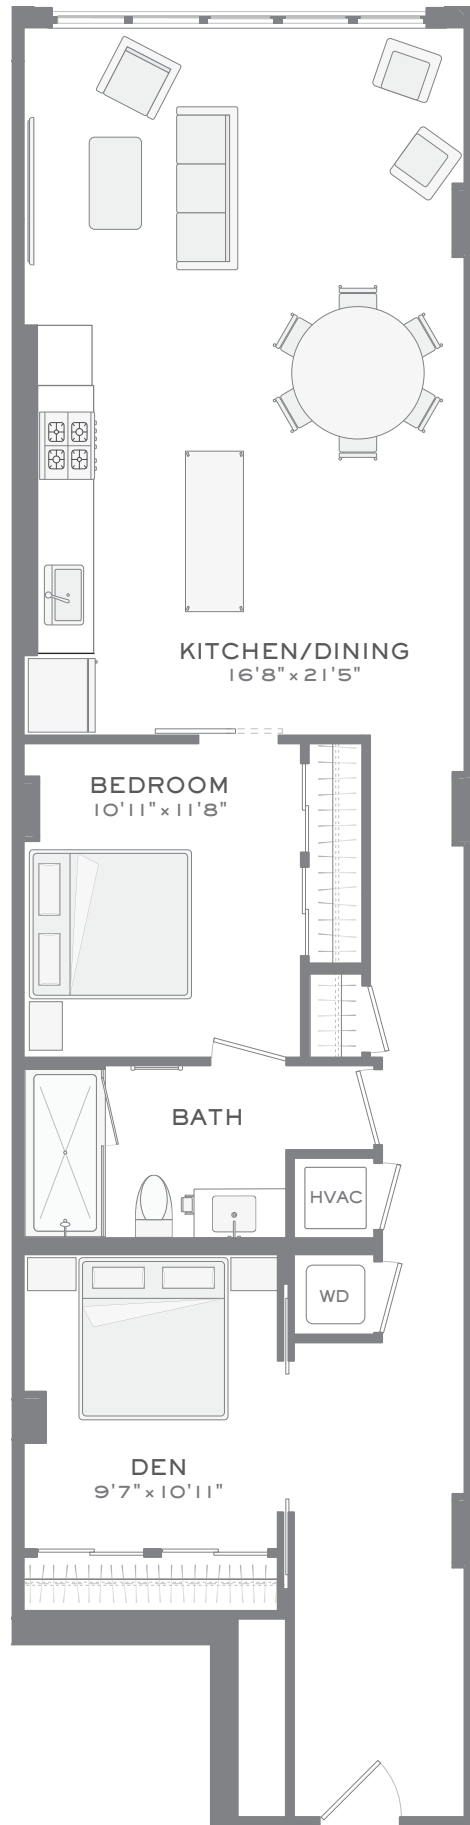 KITCHEN/DINING
16'8" × 21'5"
BEDROOM
10'11" × 11'8"
BATH
HVAC
WD
DEN
9'7" × 10'11"